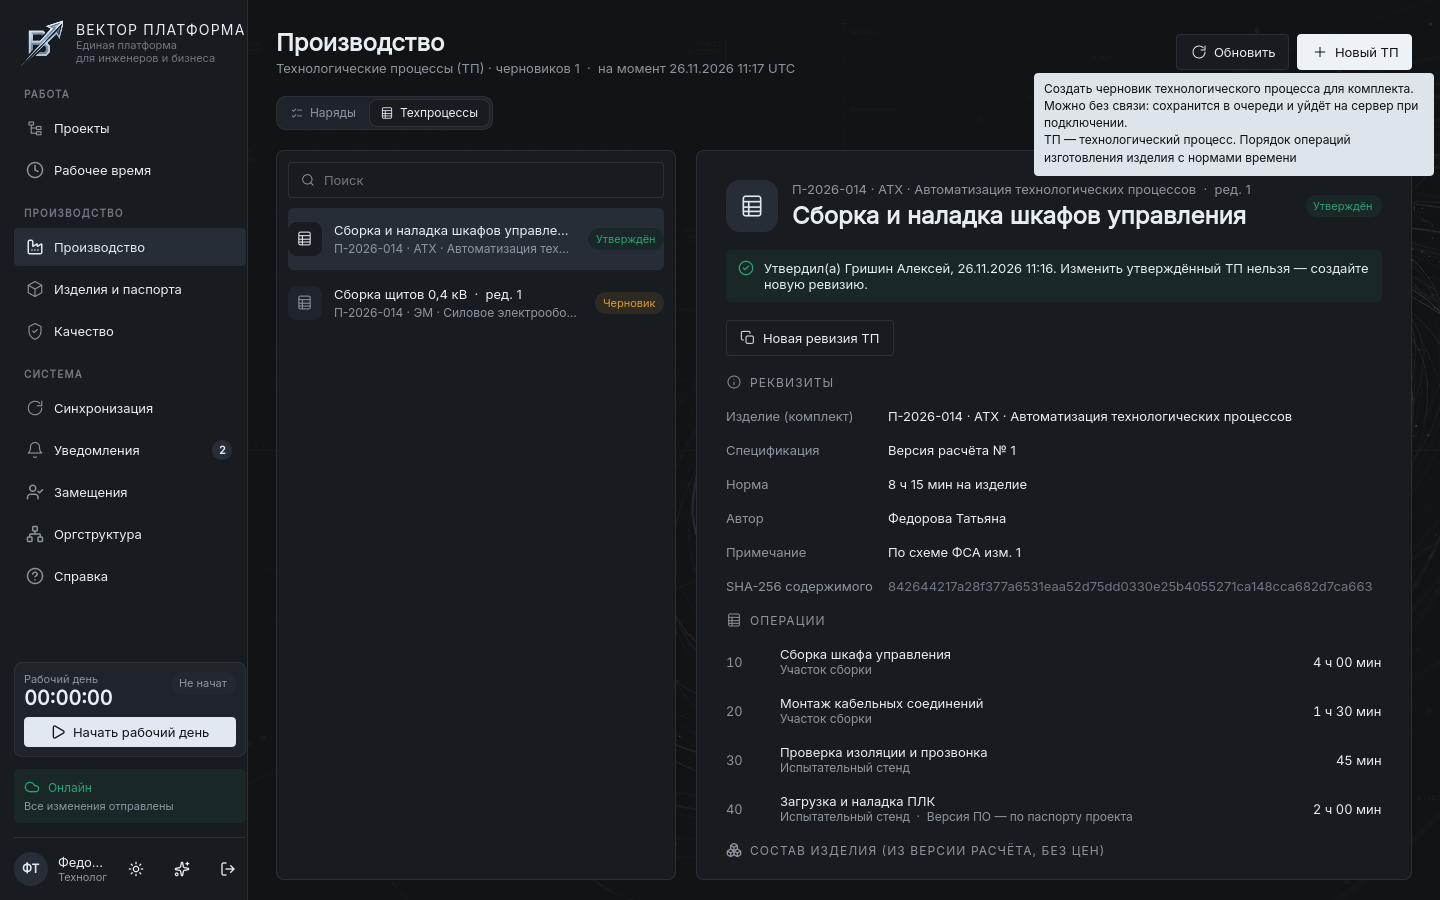 ВЕКТОР ПЛАТФОРМА
Единая платформа
для инженеров и бизнеса
РАБОТА
Проекты
Рабочее время
ПРОИЗВОДСТВО
Производство
Изделия и паспорта
Качество
СИСТЕМА
Синхронизация
Уведомления 2
Замещения
Оргструктура
Справка
Рабочий день
Не начат
00:00:00
Начать рабочий день
Онлайн
Все изменения отправлены
ФТ
Федо...
Технолог
Производство
Технологические процессы (ТП) · черновиков 1 · на момент 26.11.2026 11:17 UTC
Обновить
Новый ТП
Создать черновик технологического процесса для комплекта.
Можно без связи: сохранится в очереди и уйдёт на сервер при
подключении.
ТП — технологический процесс. Порядок операций
изготовления изделия с нормами времени
Наряды
Техпроцессы
Поиск
Сборка и наладка шкафов управле...
П-2026-014 · АТХ · Автоматизация тех...
Утверждён
Сборка щитов 0,4 кВ · ред. 1
П-2026-014 · ЭМ · Силовое электрообо...
Черновик
П-2026-014 · АТХ · Автоматизация технологических процессов · ред. 1
Сборка и наладка шкафов управления
Утверждён
Утвердил(а) Гришин Алексей, 26.11.2026 11:16. Изменить утверждённый ТП нельзя — создайте
новую ревизию.
Новая ревизия ТП
РЕКВИЗИТЫ
Изделие (комплект) П-2026-014 · АТХ · Автоматизация технологических процессов
Спецификация Версия расчёта № 1
Норма 8 ч 15 мин на изделие
Автор Федорова Татьяна
Примечание По схеме ФСА изм. 1
SHA-256 содержимого 842644217a28f377a6531eaa52d75dd0330e25b4055271ca148cca682d7ca663
ОПЕРАЦИИ
10 Сборка шкафа управления 4 ч 00 мин
Участок сборки
20 Монтаж кабельных соединений 1 ч 30 мин
Участок сборки
30 Проверка изоляции и прозвонка 45 мин
Испытательный стенд
40 Загрузка и наладка ПЛК 2 ч 00 мин
Испытательный стенд · Версия ПО — по паспорту проекта
СОСТАВ ИЗДЕЛИЯ (ИЗ ВЕРСИИ РАСЧЁТА, БЕЗ ЦЕН)